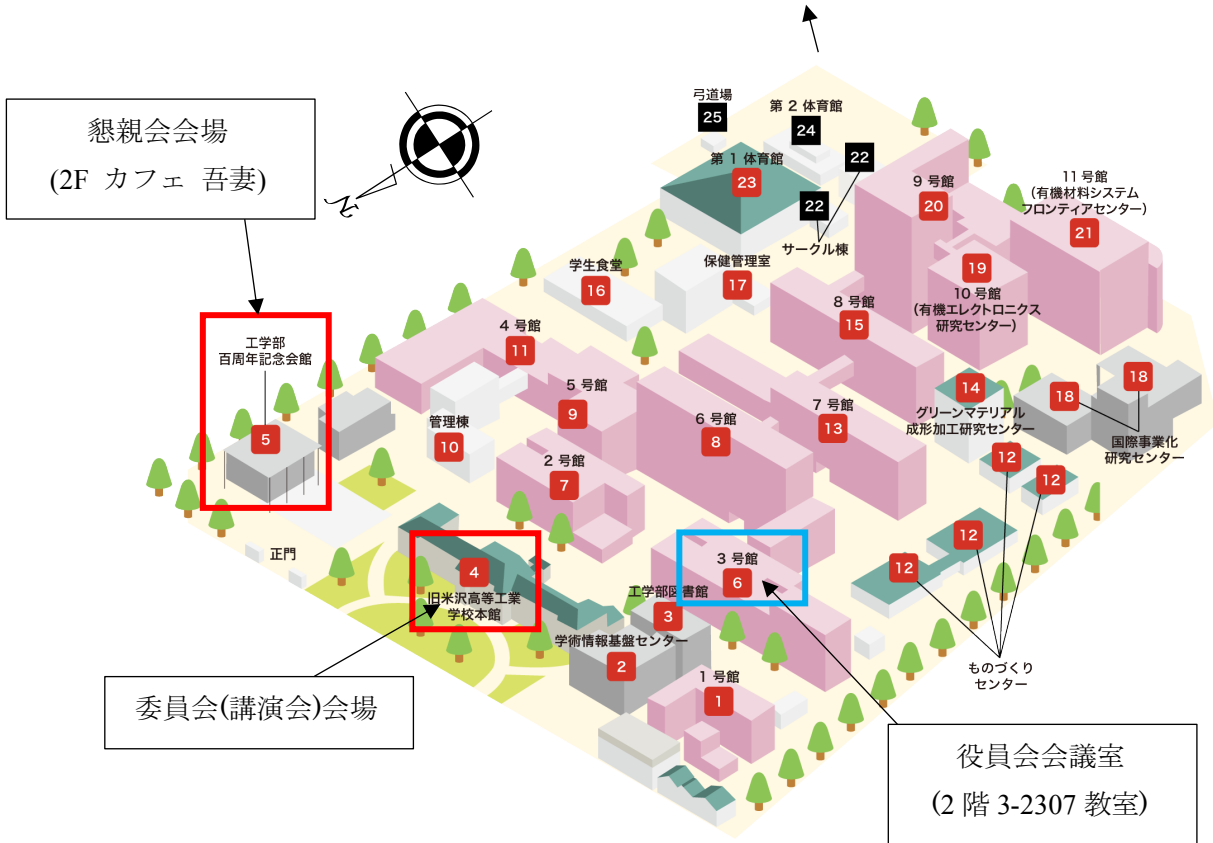 弓道場
25
第 2 体育館
24
22
第 1 体育館
23
22
サークル棟
懇親会会場
(2F カフェ 吾妻)
N
9 号館
20
11 号館
(有機材料システム
フロンティアセンター)
21
19
10 号館
(有機エレクトロニクス
研究センター)
学生食堂
16
保健管理室
17
8 号館
15
4 号館
11
工学部
百周年記念会館
5
5 号館
9
6 号館
8
7 号館
13
14
グリーンマテリアル
成形加工研究センター
18
18
国際事業化
研究センター
管理棟
10
2 号館
7
12
12
12
12
ものづくり
センター
正門
4
旧米沢高等工業
学校本館
3 号館
6
工学部図書館
3
学術情報基盤センター
2
1 号館
1
委員会(講演会)会場
役員会会議室
(2 階 3-2307 教室)